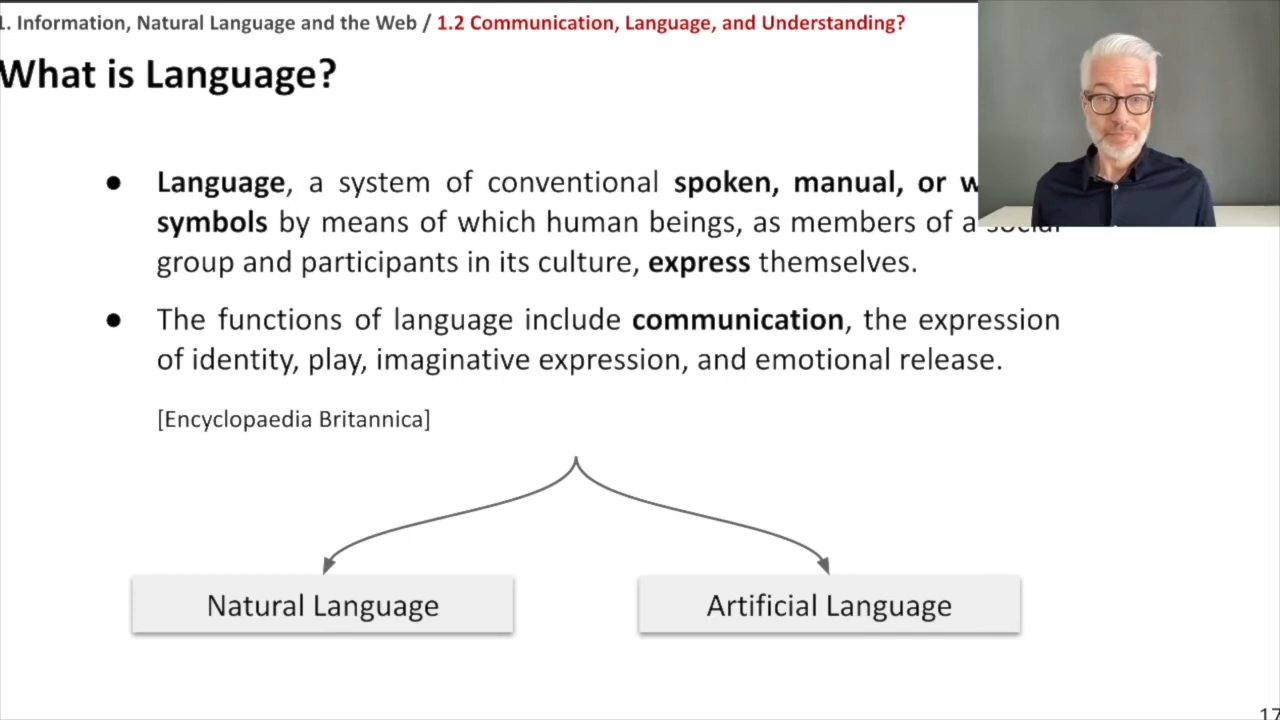 1. Information, Natural Language and the Web / 1.2 Communication, Language, and Understanding?
What is Language?
● Language, a system of conventional spoken, manual, or
symbols by means of which human beings, as members of a
group and participants in its culture, express themselves.
● The functions of language include communication, the expression
of identity, play, imaginative expression, and emotional release.
[Encyclopaedia Britannica]
Natural Language
Artificial Language
17